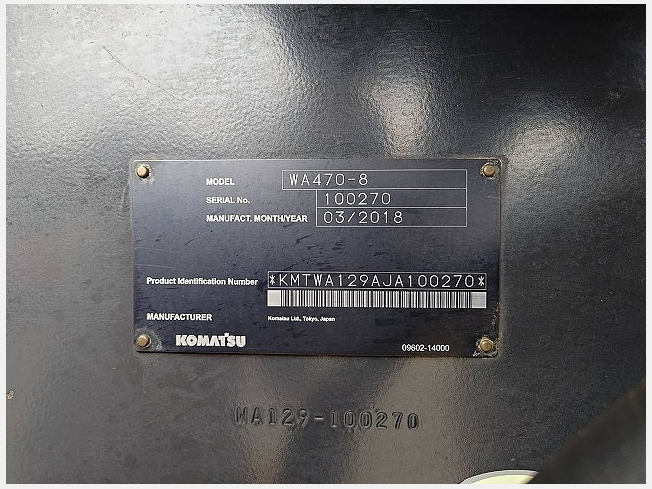 MODEL WA470-8
SERIAL No. 100270
MANUFACT. MONTH/YEAR 03/2018
Product Identification Number *KMTWA129AJA100270*
MANUFACTURER Komatsu Ltd., Tokyo, Japan
KOMATSU 09602-14000
WA129-100270